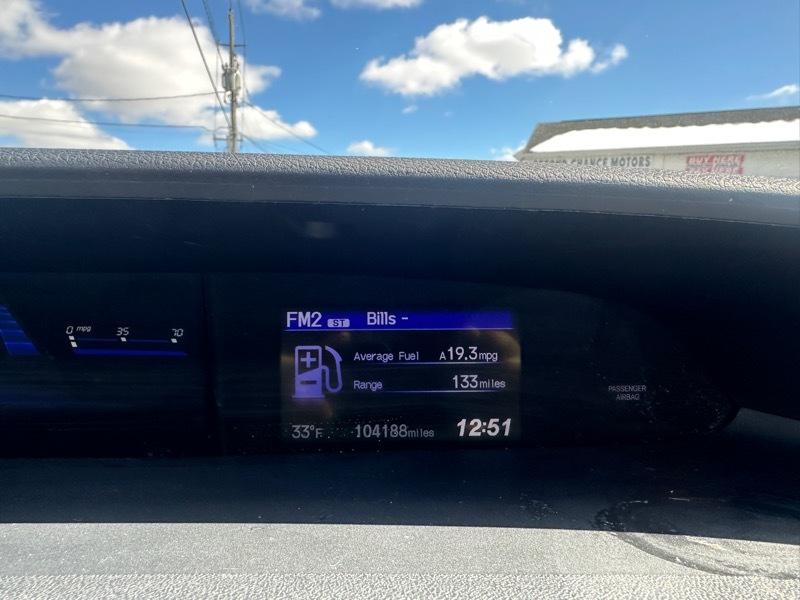 CHANCE MOTORS
BUY HERE
FM2 ST Bills -
0 mpg 35 70
Average Fuel A 19.3 mpg
Range 133 miles
PASSENGER
AIRBAG
33°F 104188 miles 12:51